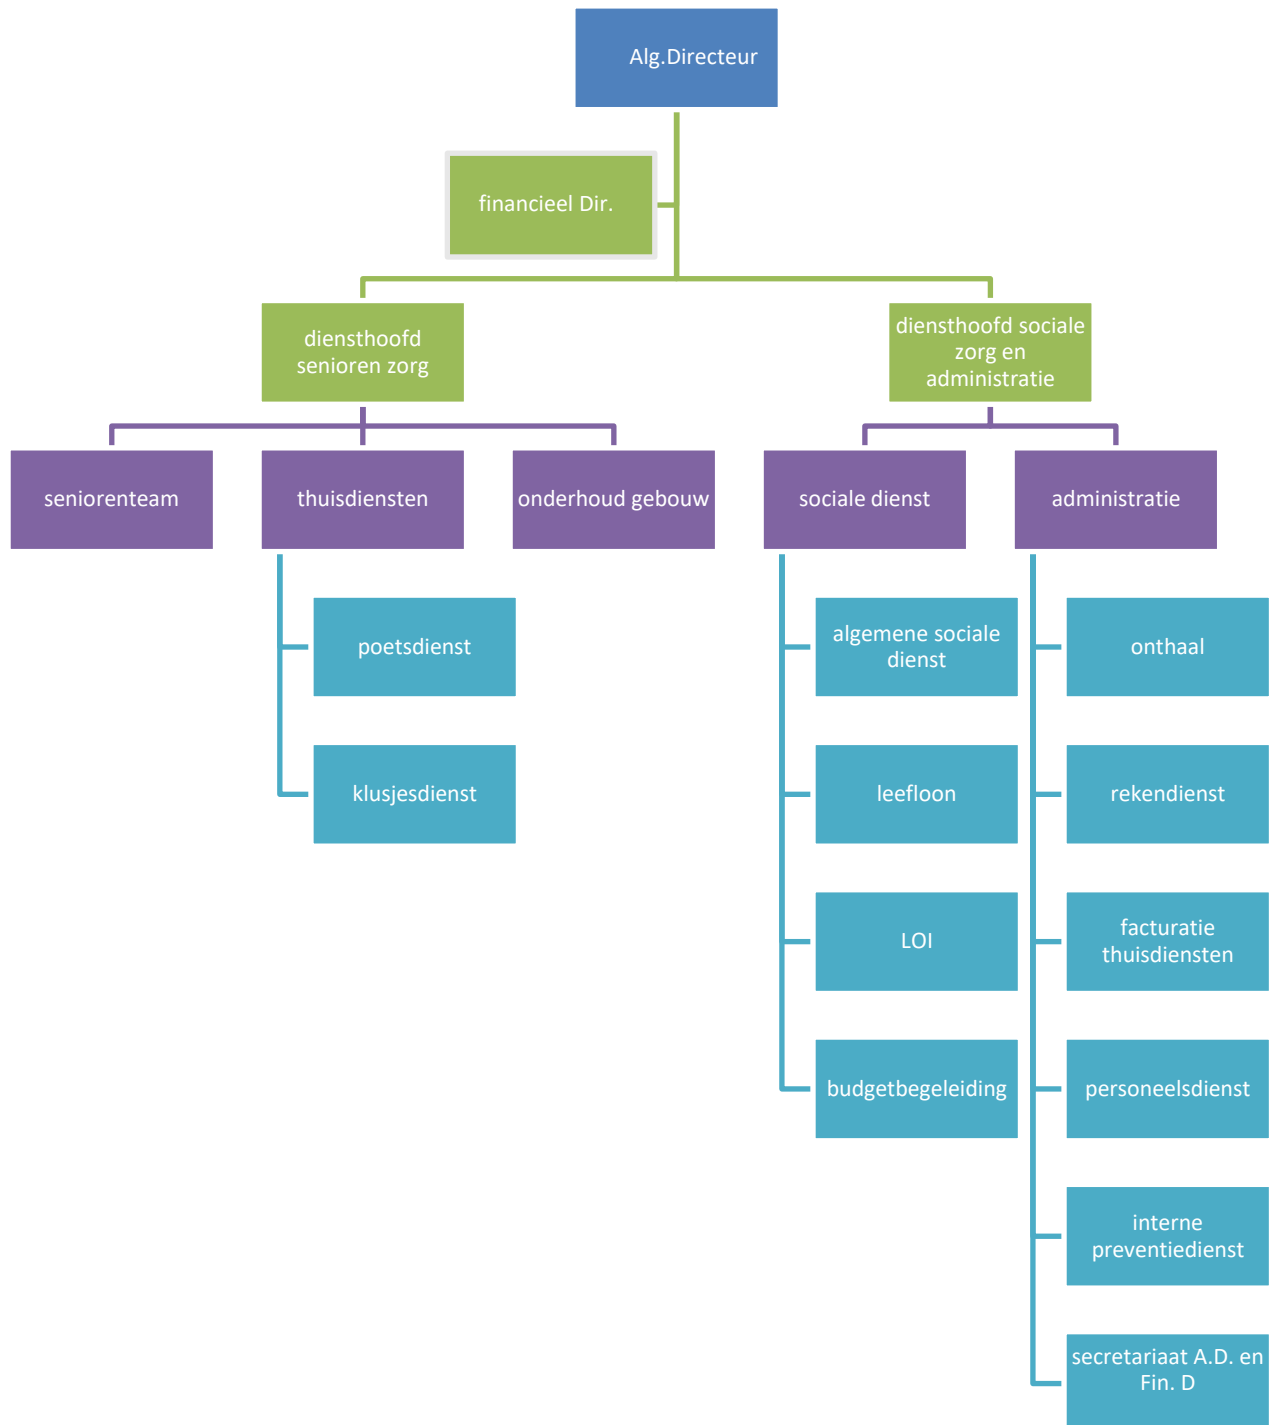 Alg.Directeur
financieel Dir.
diensthoofd
senioren zorg
diensthoofd sociale
zorg en
administratie
seniorenteam
thuisdiensten
onderhoud gebouw
sociale dienst
administratie
poetsdienst
klusjesdienst
algemene sociale
dienst
leefloon
LOI
budgetbegeleiding
onthaal
rekendienst
facturatie
thuisdiensten
personeelsdienst
interne
preventiedienst
secretariaat A.D. en
Fin. D